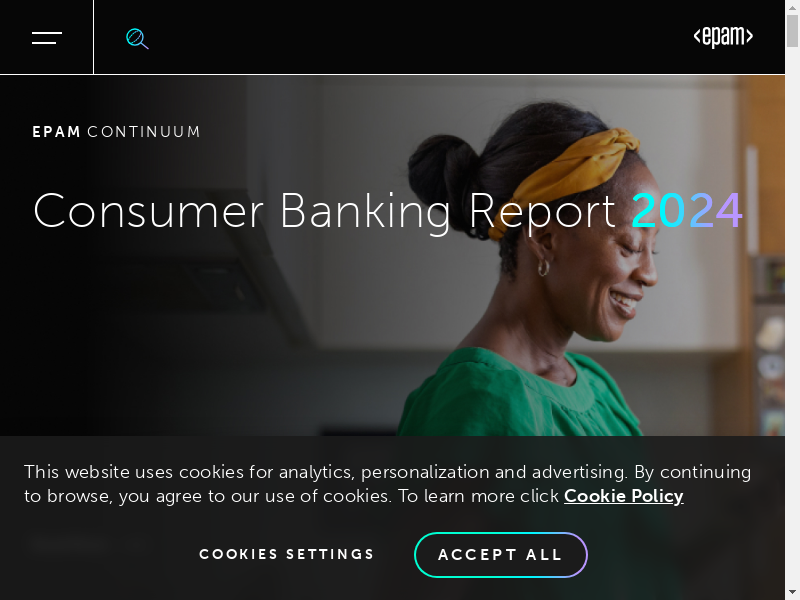 <epam>
EPAM CONTINUUM
Consumer Banking Report 2024
This website uses cookies for analytics, personalization and advertising. By continuing
to browse, you agree to our use of cookies. To learn more click Cookie Policy
COOKIES SETTINGS
ACCEPT ALL